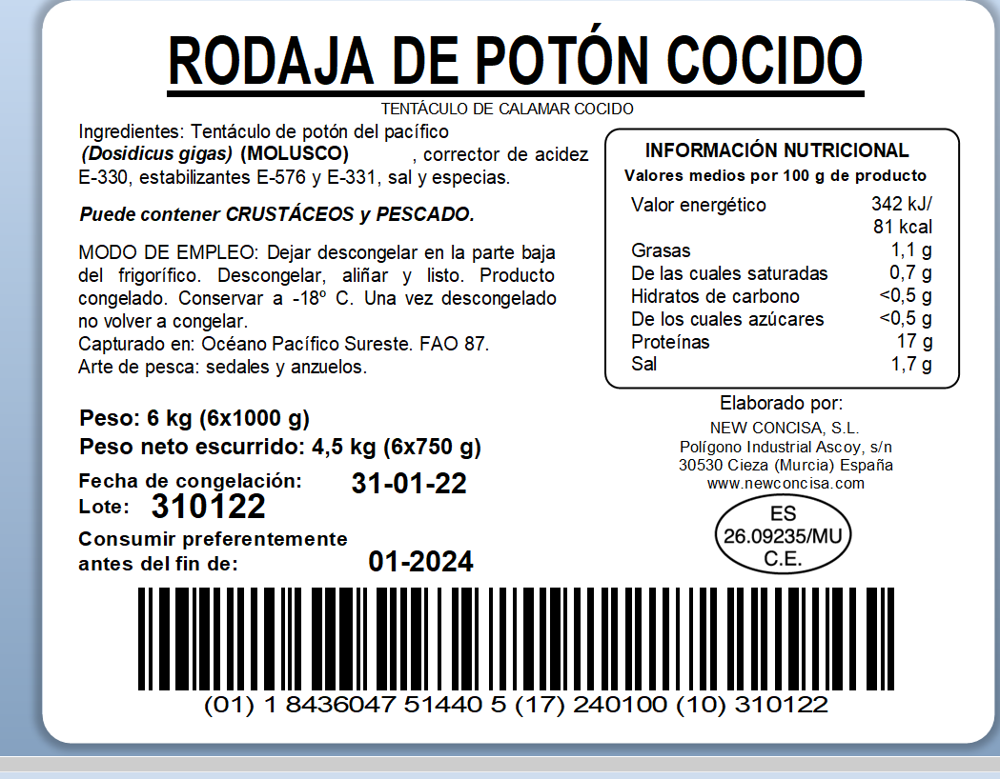 RODAJA DE POTÓN COCIDO
TENTÁCULO DE CALAMAR COCIDO
Ingredientes: Tentáculo de potón del pacífico
(Dosidicus gigas) (MOLUSCO) , corrector de acidez
E-330, estabilizantes E-576 y E-331, sal y especias.
Puede contener CRUSTÁCEOS y PESCADO.
MODO DE EMPLEO: Dejar descongelar en la parte baja
del frigorífico. Descongelar, aliñar y listo. Producto
congelado. Conservar a -18º C. Una vez descongelado
no volver a congelar.
Capturado en: Océano Pacífico Sureste. FAO 87.
Arte de pesca: sedales y anzuelos.
Peso: 6 kg (6x1000 g)
Peso neto escurrido: 4,5 kg (6x750 g)
Fecha de congelación: 31-01-22
Lote: 310122
Consumir preferentemente
antes del fin de: 01-2024
INFORMACIÓN NUTRICIONAL
Valores medios por 100 g de producto
Valor energético 342 kJ/
81 kcal
Grasas 1,1 g
De las cuales saturadas 0,7 g
Hidratos de carbono <0,5 g
De los cuales azúcares <0,5 g
Proteínas 17 g
Sal 1,7 g
Elaborado por:
NEW CONCISA, S.L.
Polígono Industrial Ascoy, s/n
30530 Cieza (Murcia) España
www.newconcisa.com
ES
26.09235/MU
C.E.
(01) 1 8436047 51440 5 (17) 240100 (10) 310122